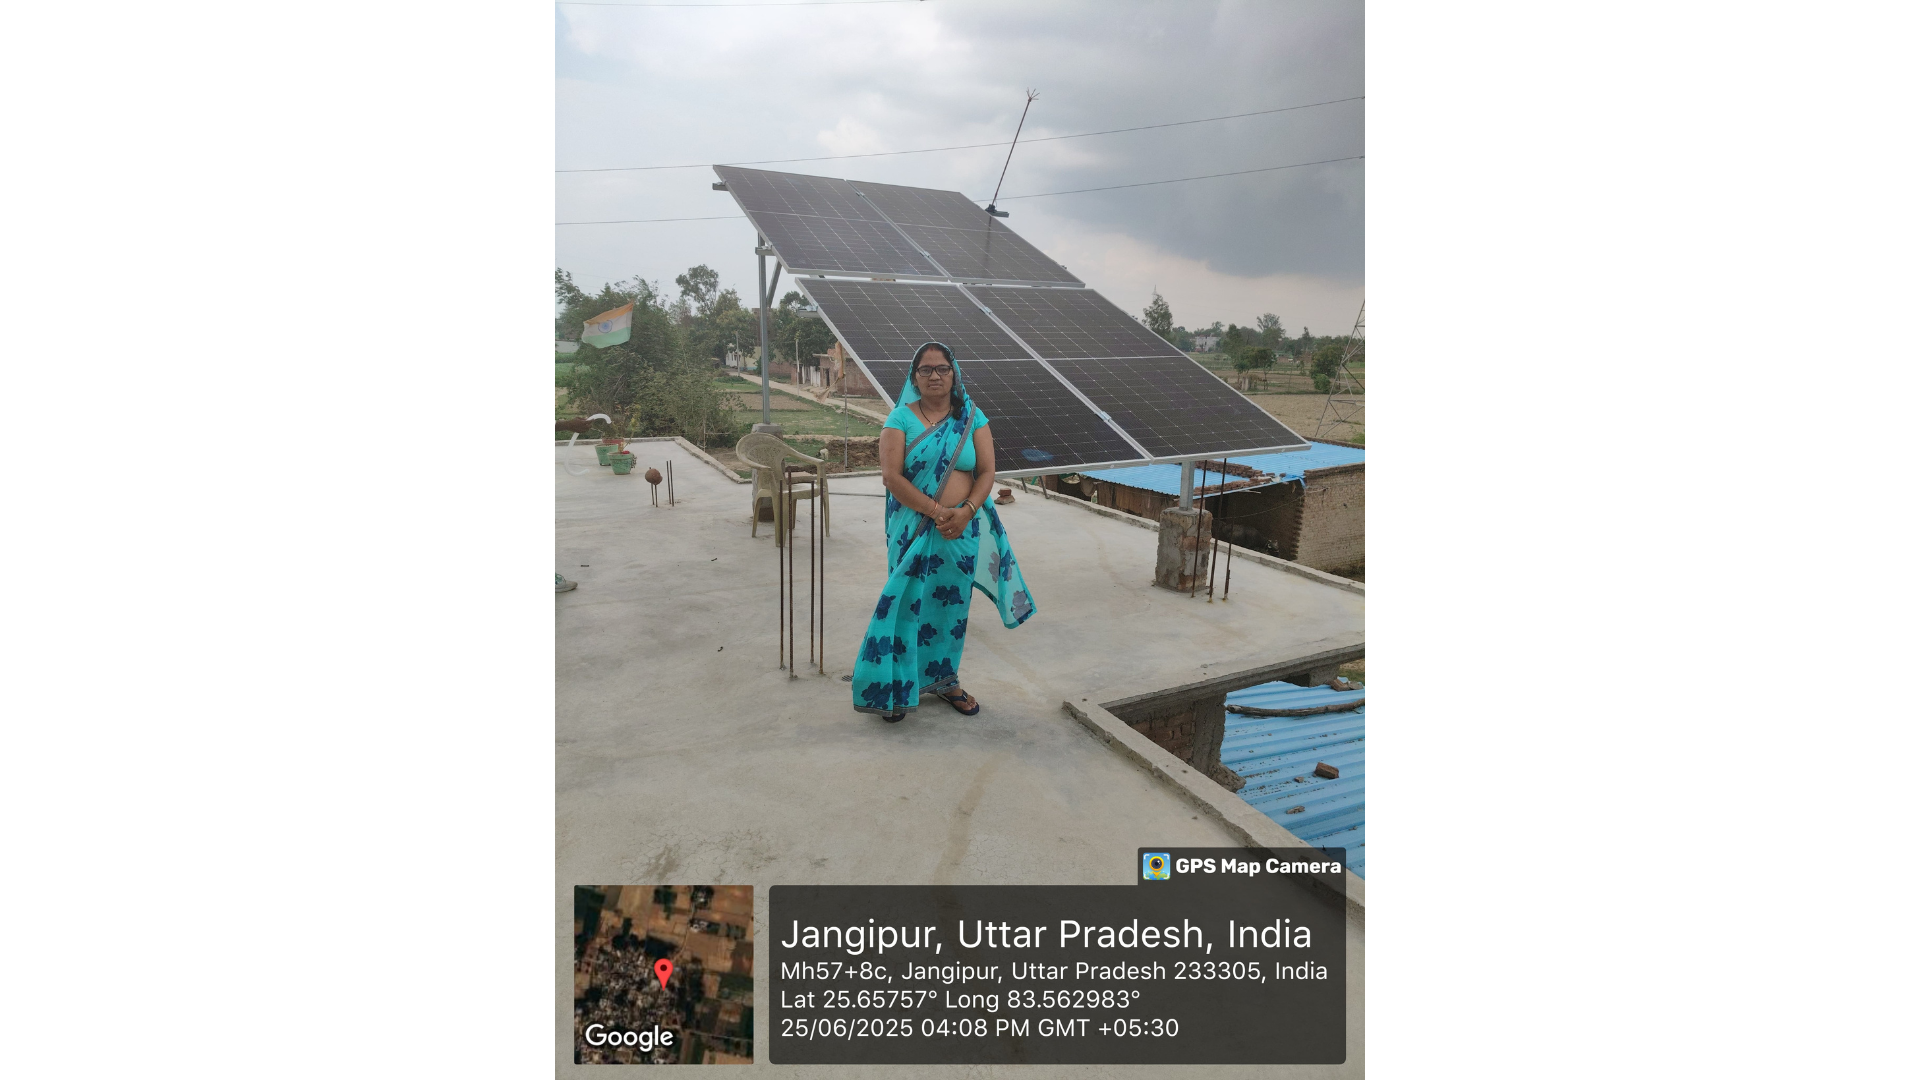 GPS Map Camera
Jangipur, Uttar Pradesh, India
Mh57+8c, Jangipur, Uttar Pradesh 233305, India
Lat 25.65757° Long 83.562983°
25/06/2025 04:08 PM GMT +05:30
Google